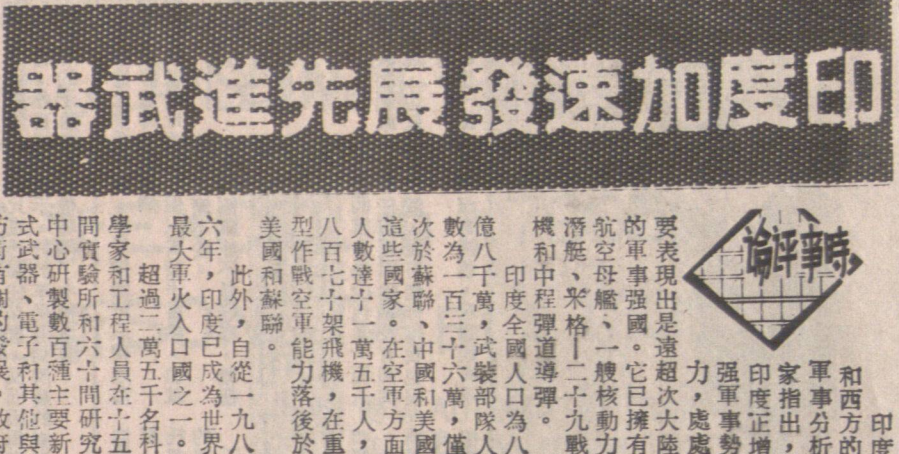 印度加速發展先進武器
時事評論
印度
和西方的
軍事分析
家指出，
印度正增
强軍事勢
力，處處
要表現出是遠超次大陸
的軍事强國。它已擁有
航空母艦、一艘核動力
潛艇、米格—二十九戰
機和中程彈道導彈。
印度全國人口為八
億八千萬，武裝部隊人
數為一百三十六萬，僅
次於蘇聯、中國和美國
這些國家。在空軍方面
人數達十一萬五千人，
八百七十架飛機，在重
型作戰空軍能力落後於
美國和蘇聯。
此外，自從一九八
六年，印度已成為世界
最大軍火入口國之一。
超過二萬五千名科
學家和工程人員在十五
間實驗所和六十間研究
中心研製數百種主要新
式武器、電子和其他與